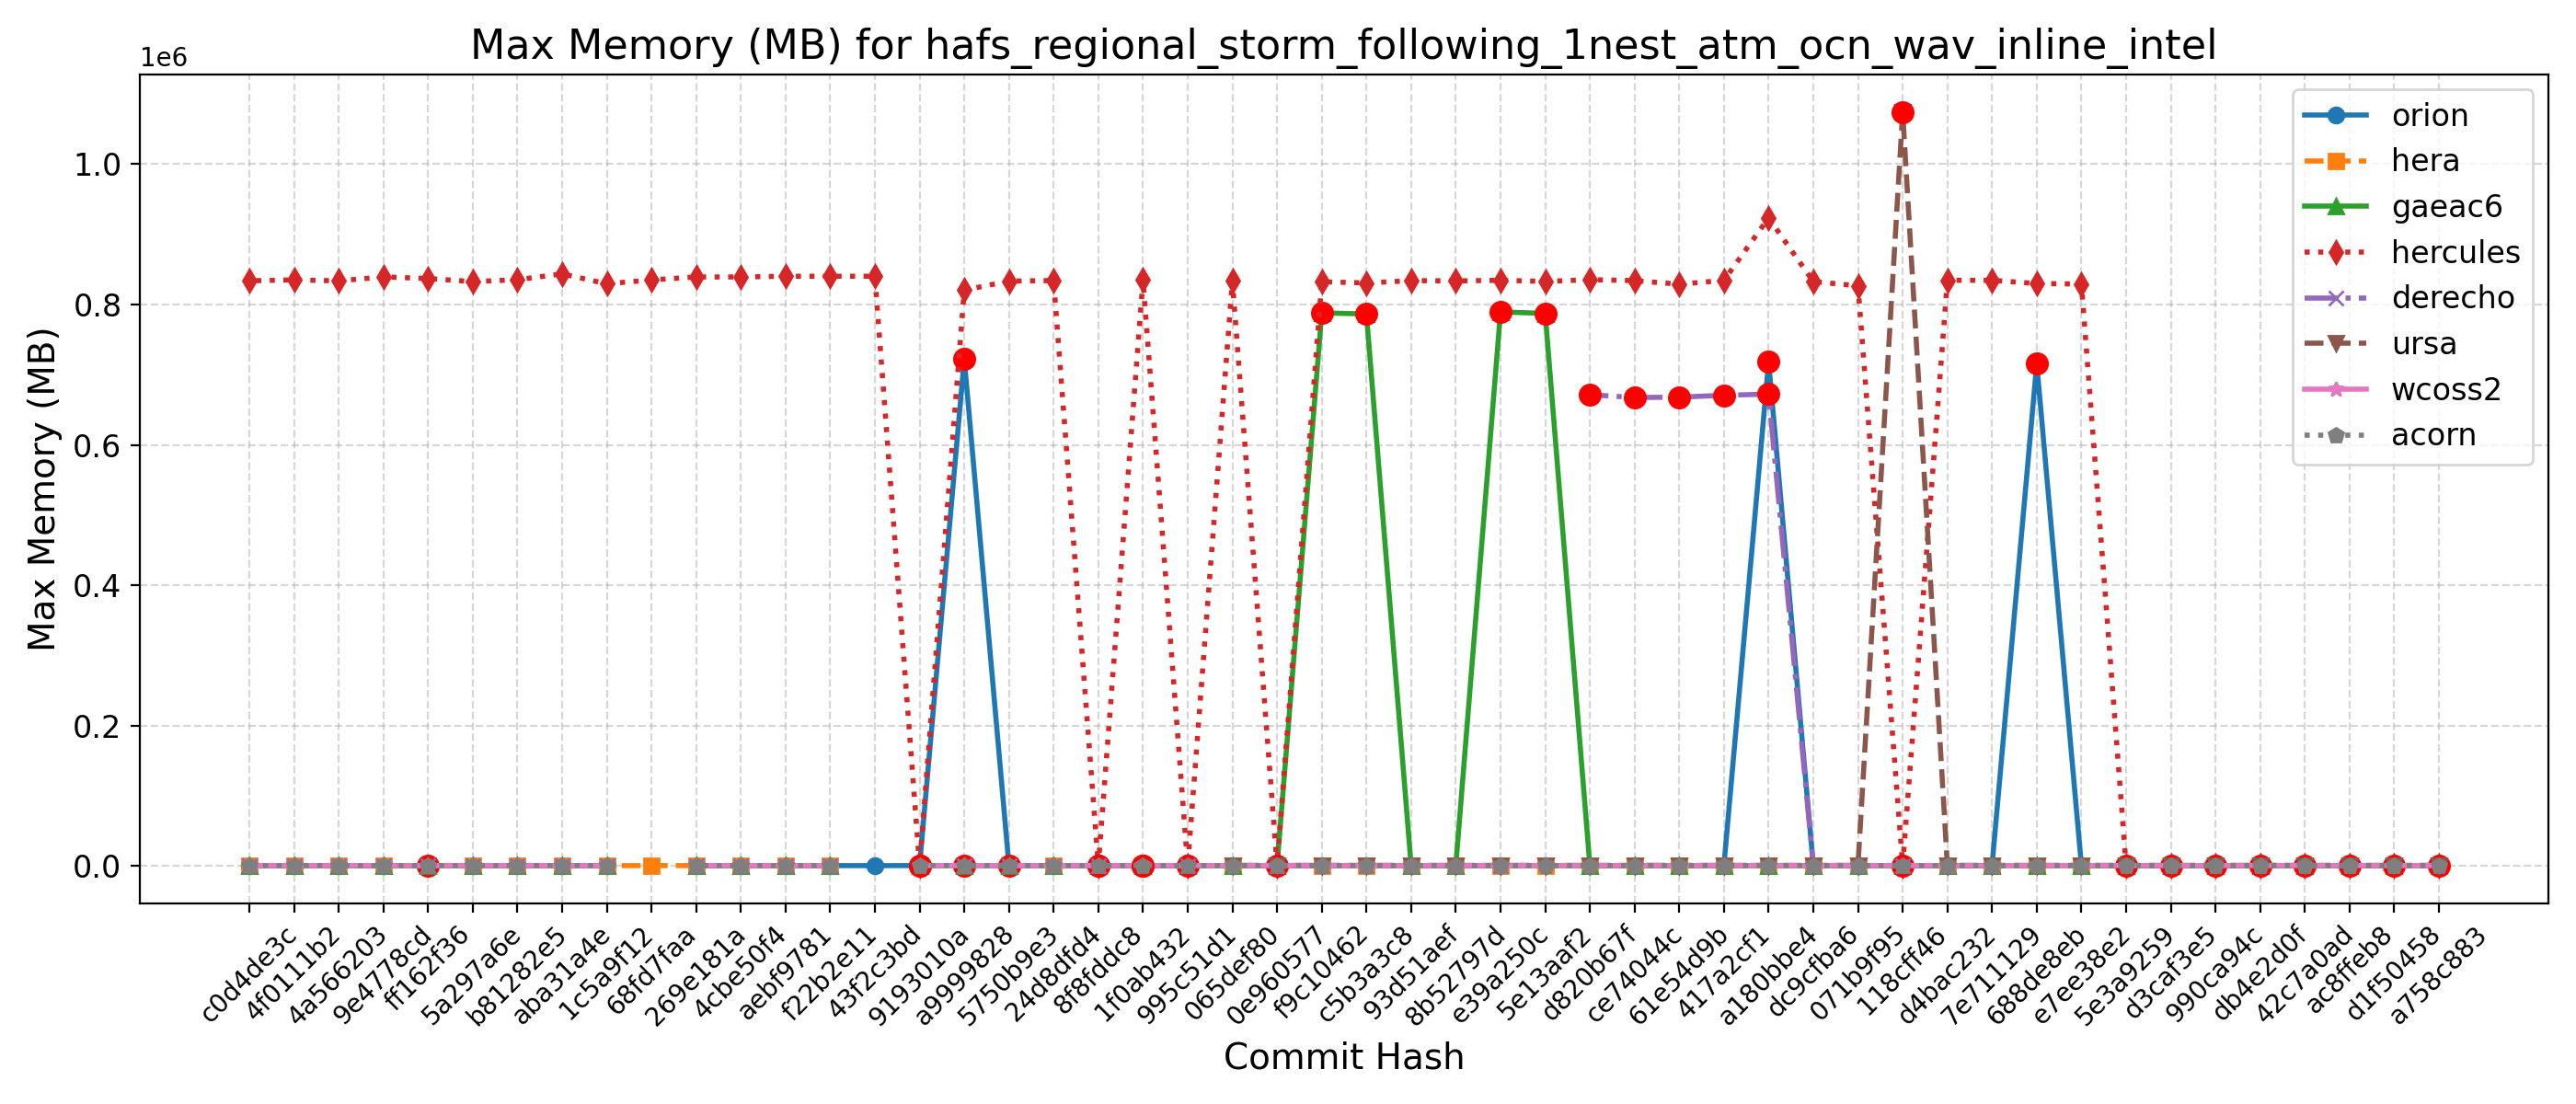 Max Memory (MB) for hafs_regional_storm_following_1nest_atm_ocn_wav_inline_intel
1e6
1.0
0.8
0.6
0.4
0.2
0.0
Max Memory (MB)
orion
hera
gaeac6
hercules
derecho
ursa
wcoss2
acorn
c0d4de3c
4f0111b2
4a566203
9e4778cd
ff162f36
5a297a6e
b81282e5
aba31a4e
1c5a9f12
68fd7faa
269e181a
4cbe50f4
aebf9781
f22b2e11
43f2c3bd
9193010a
a9999828
5750b9e3
24d8dfd4
8f8fddc8
1f0ab432
995c51d1
065def80
0e960577
f9c10462
c5b3a3c8
93d51aef
8b52797d
e39a250c
5e13aaf2
d820b67f
ce74044c
61e54d9b
417a2cf1
a180bbe4
dc9cfba6
071b9f95
118cff46
d4bac232
7e711129
688de8eb
e7ee38e2
5e3a9259
d3caf3e5
990ca94c
db4e2d0f
42c7a0ad
ac8ffeb8
d1f50458
a758c883
Commit Hash